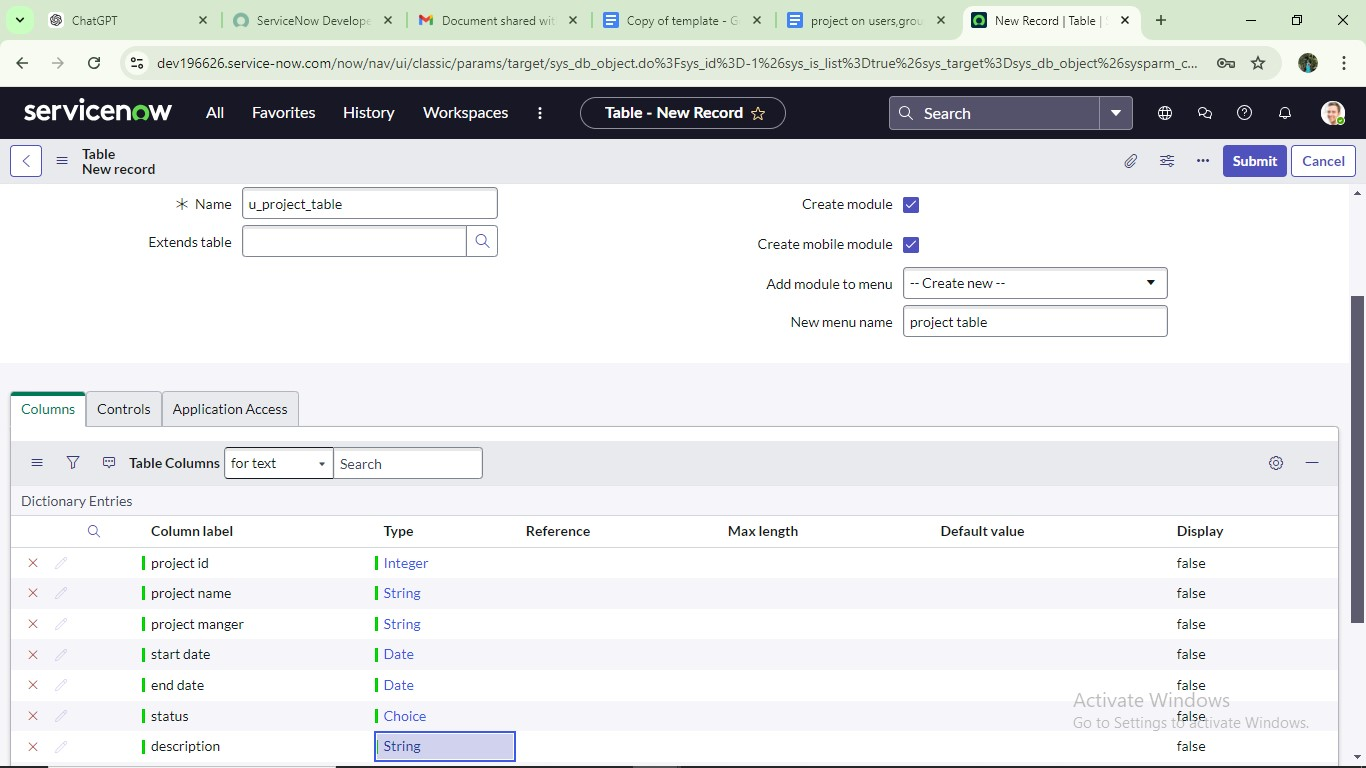 ChatGPT
ServiceNow Develope
Document shared wit
Copy of template - G
project on users,grou
New Record | Table | S
dev196626.service-now.com/now/nav/ui/classic/params/target/sys_db_object.do%3Fsys_id%3D-1%26sys_is_list%3Dtrue%26sys_target%3Dsys_db_object%26sysparm_c...
servicenow All Favorites History Workspaces Table - New Record Search
Table
New record
Submit Cancel
Name u_project_table Create module
Extends table Create mobile module
Add module to menu -- Create new --
New menu name project table
Columns Controls Application Access
Table Columns for text Search
Dictionary Entries
Column label Type Reference Max length Default value Display
project id Integer false
project name String false
project manger String false
start date Date false
end date Date false
status Choice false
description String false
Activate Windows
Go to Settings to activate Windows.